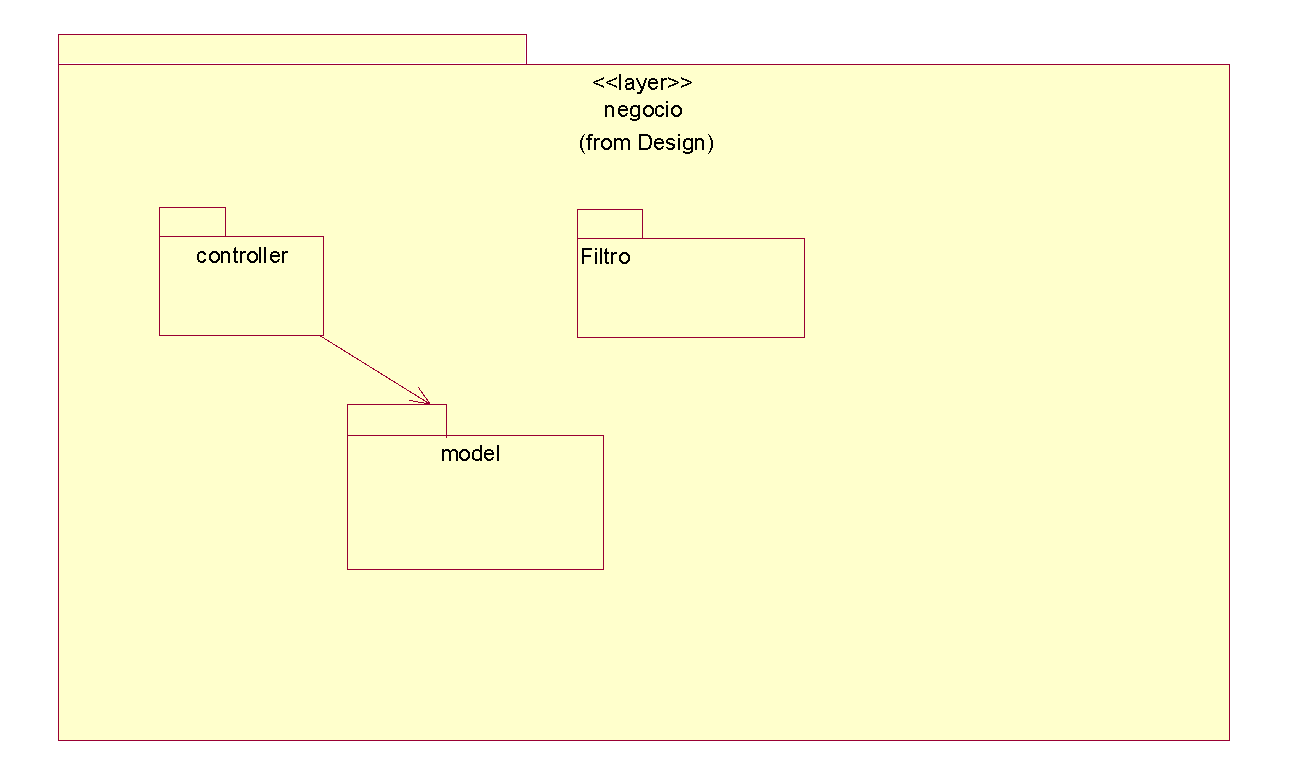 <<layer>>
negocio
(from Design)
controller
Filtro
model